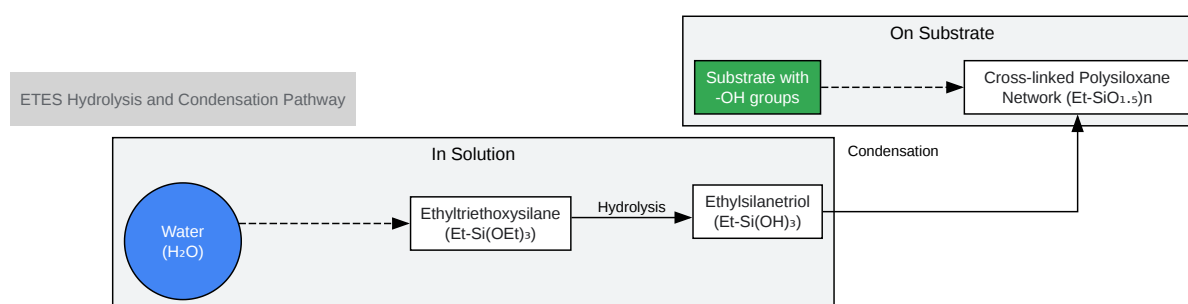 ETES Hydrolysis and Condensation Pathway
On Substrate
Substrate with
-OH groups
Cross-linked Polysiloxane
Network (Et-SiO₁.₅)n
Condensation
In Solution
Water
(H₂O)
Ethyltriethoxysilane
(Et-Si(OEt)₃)
Hydrolysis
Ethylsilanetriol
(Et-Si(OH)₃)